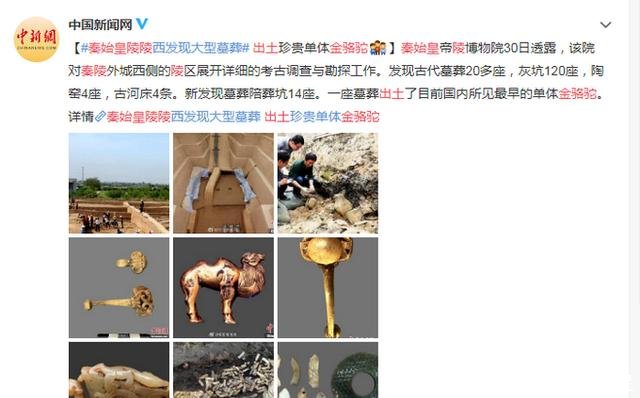 中国新闻网
【#秦始皇陵陵西发现大型墓葬# 出土珍贵单体金骆驼】秦始皇帝陵博物院30日透露，该院
对秦陵外城西侧的陵区展开详细的考古调查与勘探工作。发现古代墓葬20多座，灰坑120座，陶
窑4座，古河床4条。新发现墓葬陪葬坑14座。一座墓葬出土了目前国内所见最早的单体金骆驼。
详情 秦始皇陵陵西发现大型墓葬 出土珍贵单体金骆驼
中新網